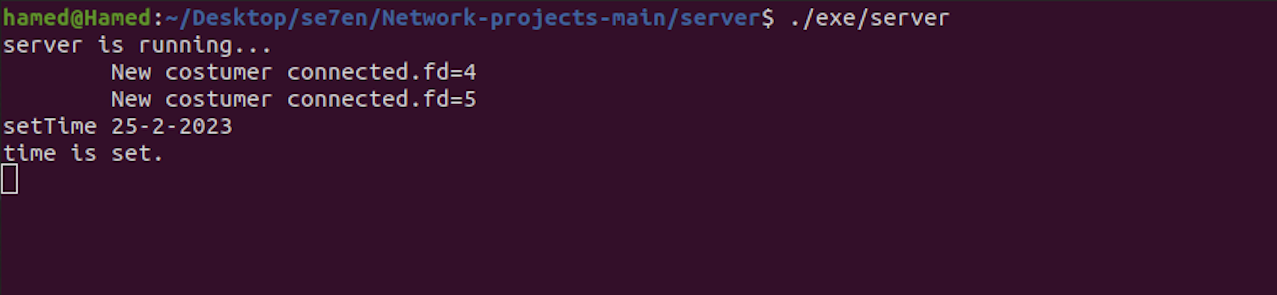 hamed@Hamed:~/Desktop/se7en/Network-projects-main/server$ ./exe/server
server is running...
New costumer connected.fd=4
New costumer connected.fd=5
setTime 25-2-2023
time is set.